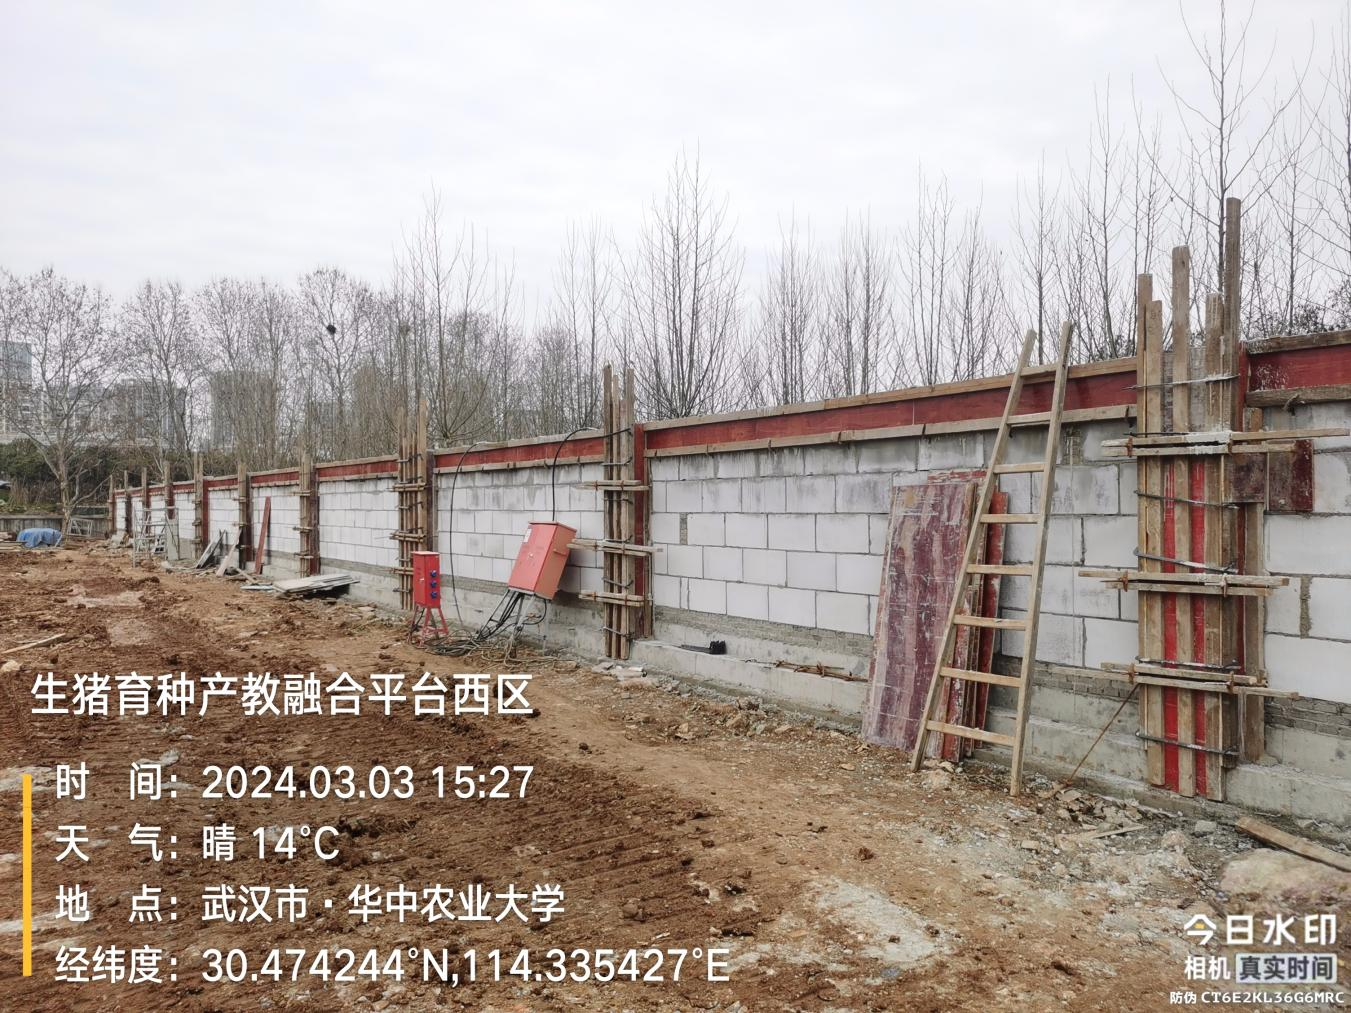 生猪育种产教融合平台西区
时 间：2024.03.03 15:27
天 气：晴 14℃
地 点：武汉市·华中农业大学
经纬度：30.474244°N,114.335427°E
今日水印
相机 真实时间
防伪 CT6E2KL36G6MRC